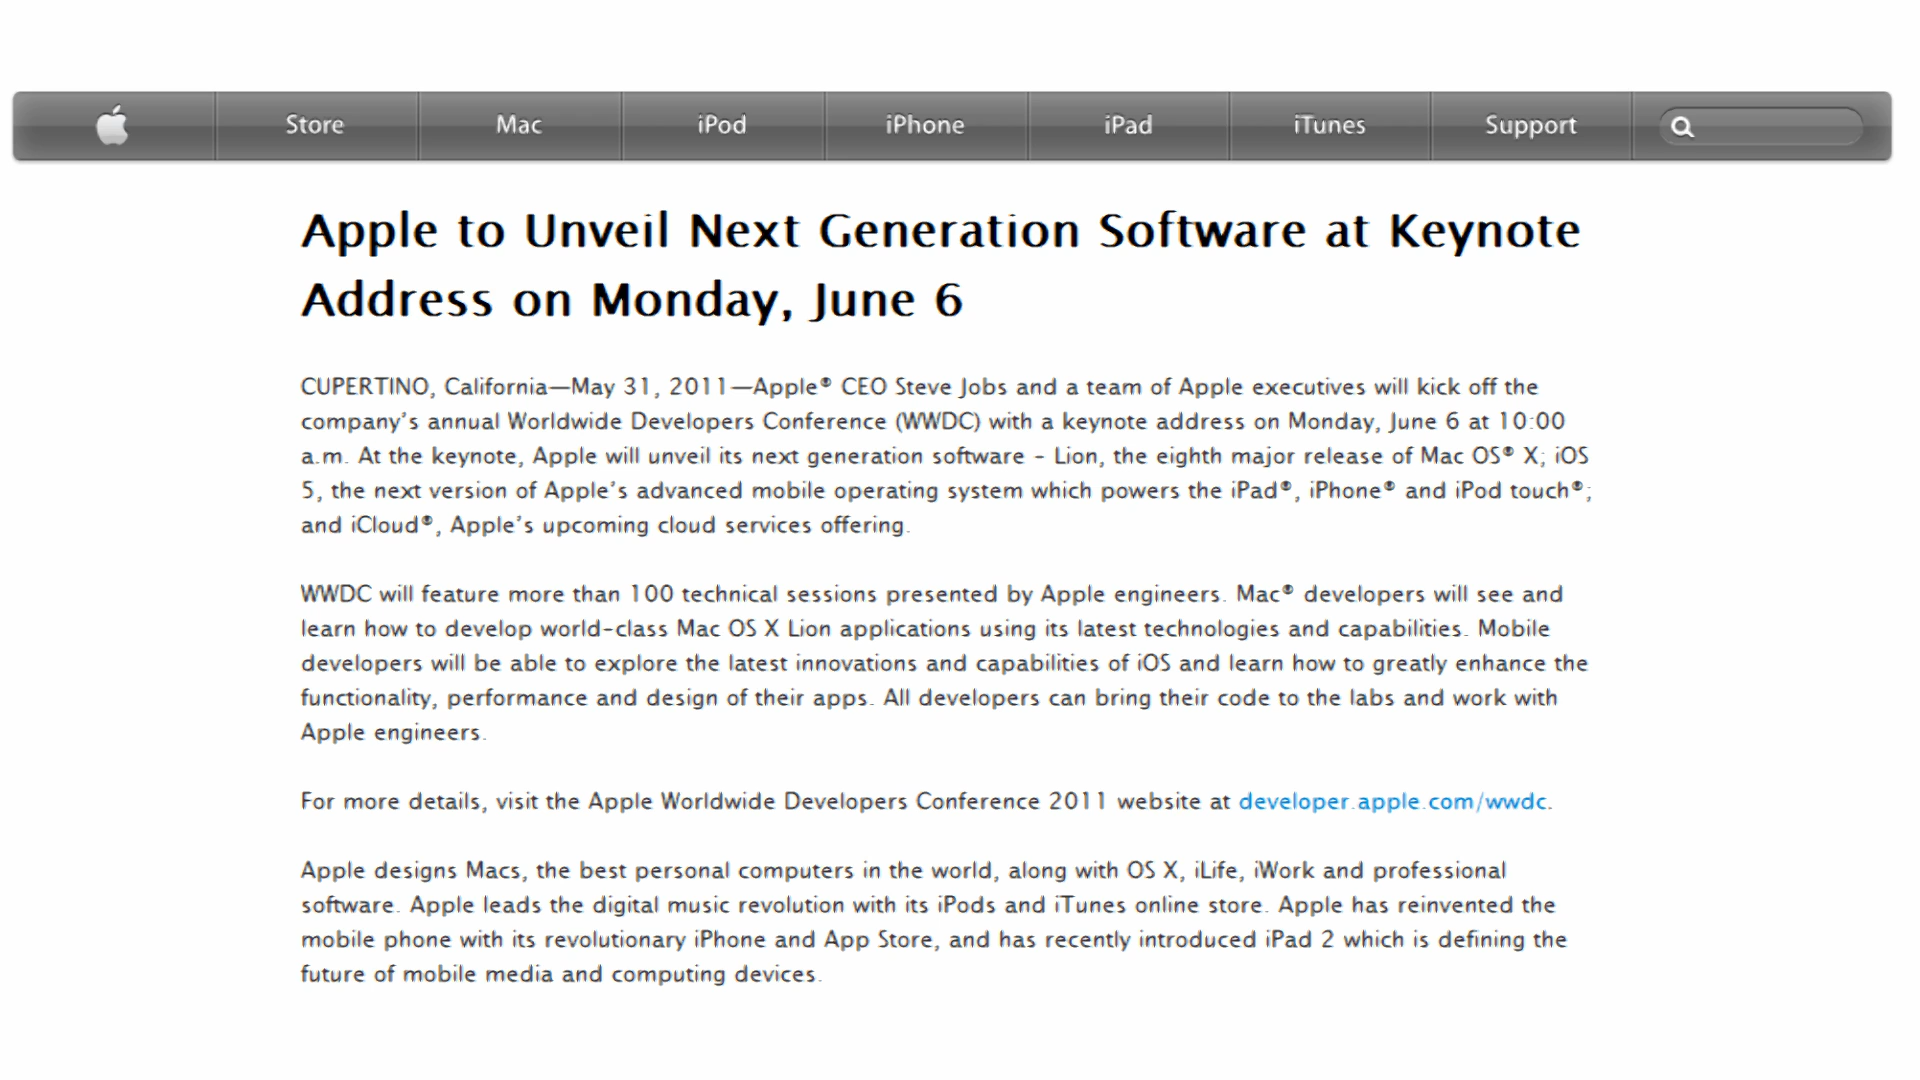 Store Mac iPod iPhone iPad iTunes Support
Apple to Unveil Next Generation Software at Keynote
Address on Monday, June 6
CUPERTINO, California—May 31, 2011—Apple® CEO Steve Jobs and a team of Apple executives will kick off the
company’s annual Worldwide Developers Conference (WWDC) with a keynote address on Monday, June 6 at 10:00
a.m. At the keynote, Apple will unveil its next generation software - Lion, the eighth major release of Mac OS® X; iOS
5, the next version of Apple’s advanced mobile operating system which powers the iPad®, iPhone® and iPod touch®;
and iCloud®, Apple’s upcoming cloud services offering.
WWDC will feature more than 100 technical sessions presented by Apple engineers. Mac® developers will see and
learn how to develop world-class Mac OS X Lion applications using its latest technologies and capabilities. Mobile
developers will be able to explore the latest innovations and capabilities of iOS and learn how to greatly enhance the
functionality, performance and design of their apps. All developers can bring their code to the labs and work with
Apple engineers.
For more details, visit the Apple Worldwide Developers Conference 2011 website at developer.apple.com/wwdc.
Apple designs Macs, the best personal computers in the world, along with OS X, iLife, iWork and professional
software. Apple leads the digital music revolution with its iPods and iTunes online store. Apple has reinvented the
mobile phone with its revolutionary iPhone and App Store, and has recently introduced iPad 2 which is defining the
future of mobile media and computing devices.